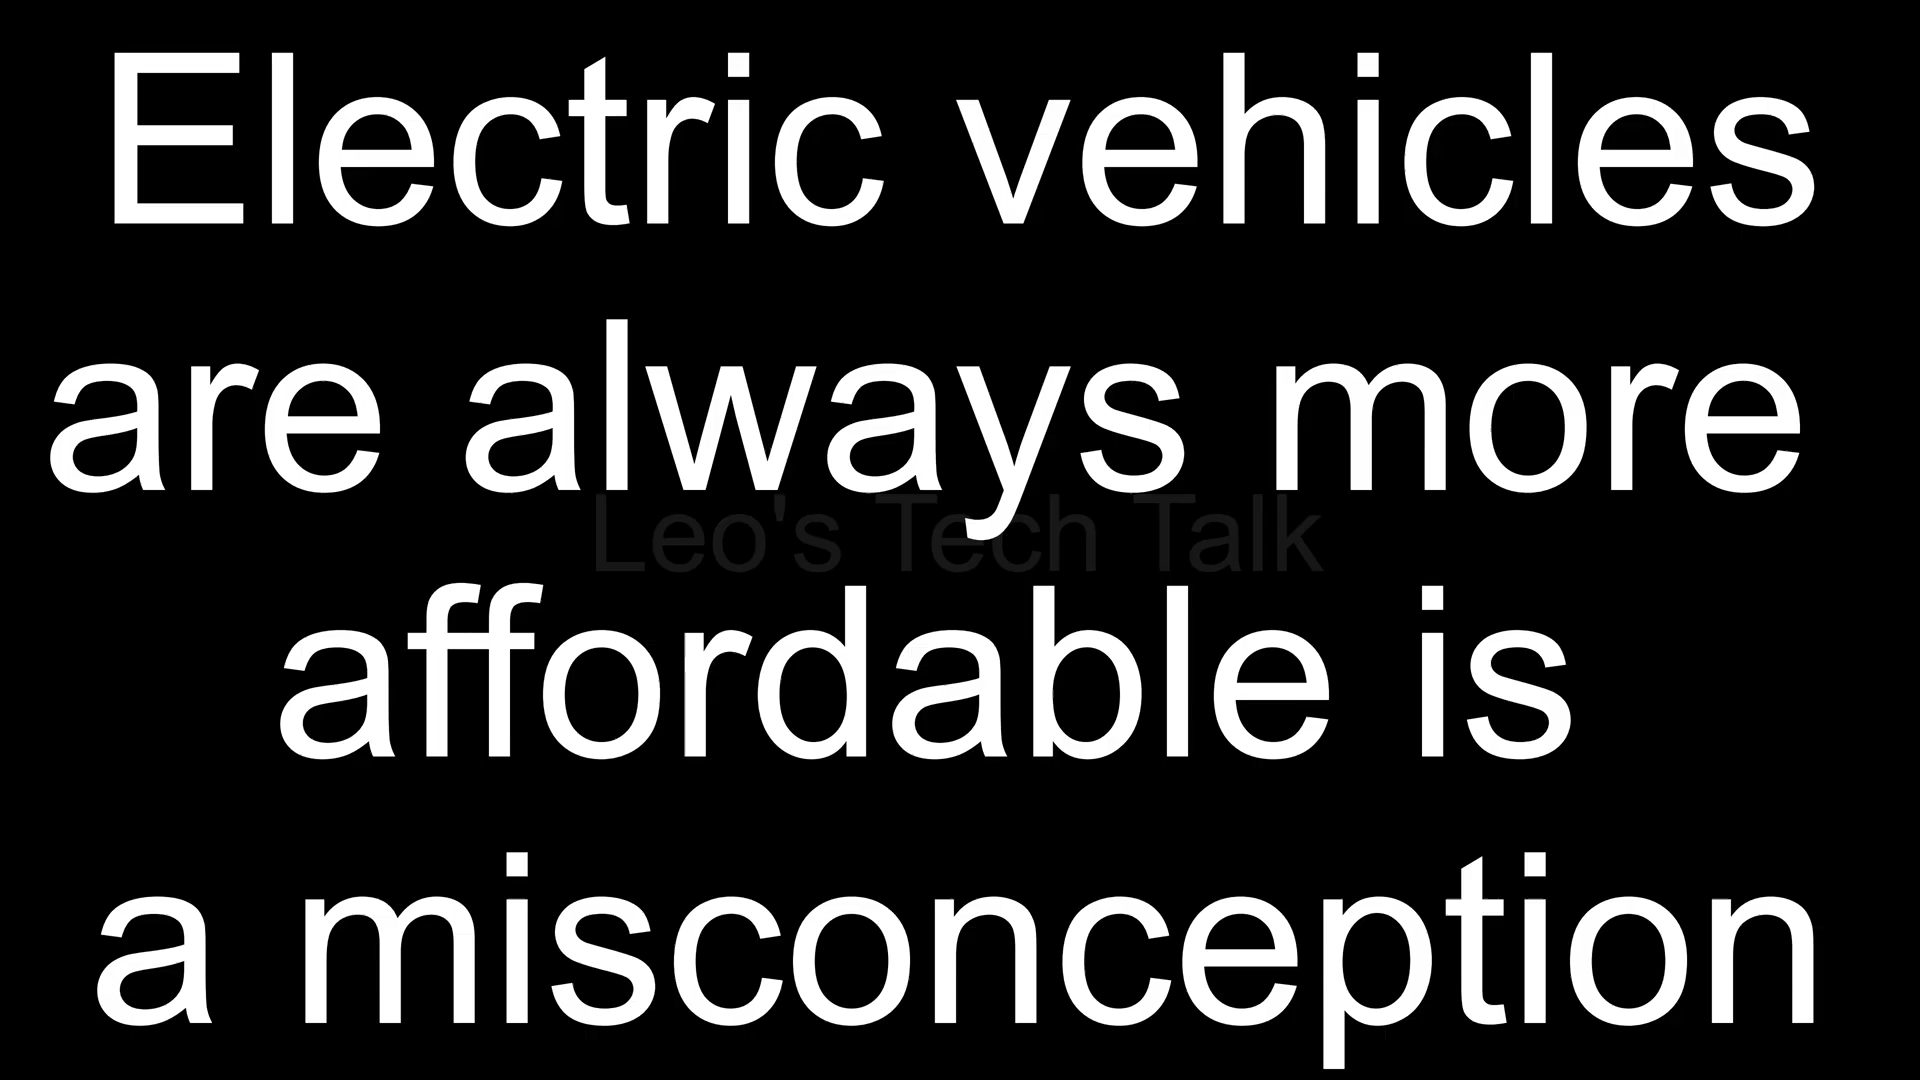 Electric vehicles
are always more
Leo's Tech Talk
affordable is
a misconception